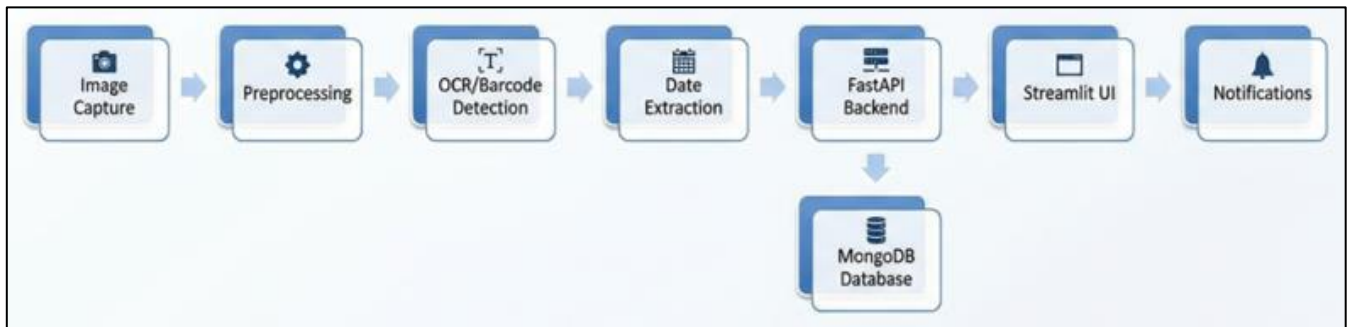 Image
Capture
Preprocessing
[T]
OCR/Barcode
Detection
Date
Extraction
FastAPI
Backend
Streamlit UI
Notifications
MongoDB
Database